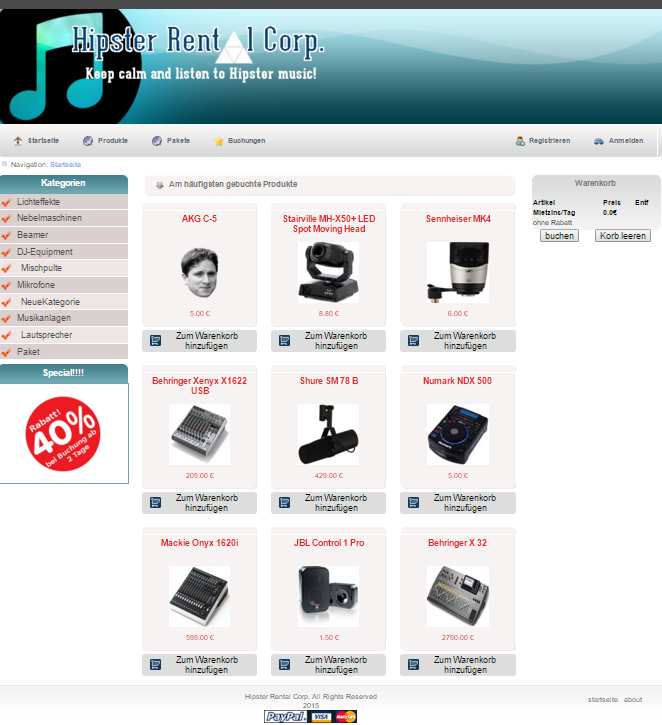 Hipster Rental Corp.
Keep calm and listen to Hipster music!
Startseite Produkte Pakete Buchungen Registrieren Anmelden
Navigation: Startseite
Kategorien
Lichteffekte
Nebelmaschinen
Beamer
DJ-Equipment
Mischpulte
Mikrofone
NeueKategorie
Musikanlagen
Lautsprecher
Paket
Special!!!!
Rabatt!
40%
bei Buchung ab
2 Tage
Am häufigsten gebuchte Produkte
AKG C-5
5.00 €
Zum Warenkorb
hinzufügen
Stairville MH-X50+ LED
Spot Moving Head
8.80 €
Zum Warenkorb
hinzufügen
Sennheiser MK4
6.00 €
Zum Warenkorb
hinzufügen
Behringer Xenyx X1622
USB
209.00 €
Zum Warenkorb
hinzufügen
Shure SM 78 B
429.00 €
Zum Warenkorb
hinzufügen
Numark NDX 500
5.00 €
Zum Warenkorb
hinzufügen
Mackie Onyx 1620i
599.00 €
Zum Warenkorb
hinzufügen
JBL Control 1 Pro
1.50 €
Zum Warenkorb
hinzufügen
Behringer X 32
2790.00 €
Zum Warenkorb
hinzufügen
Warenkorb
Artikel Preis Entf
Mietzins/Tag 0.0€
ohne Rabatt
buchen Korb leeren
Hipster Rental Corp. All Rights Reserved
2015
PayPal VISA MasterCard
startseite about